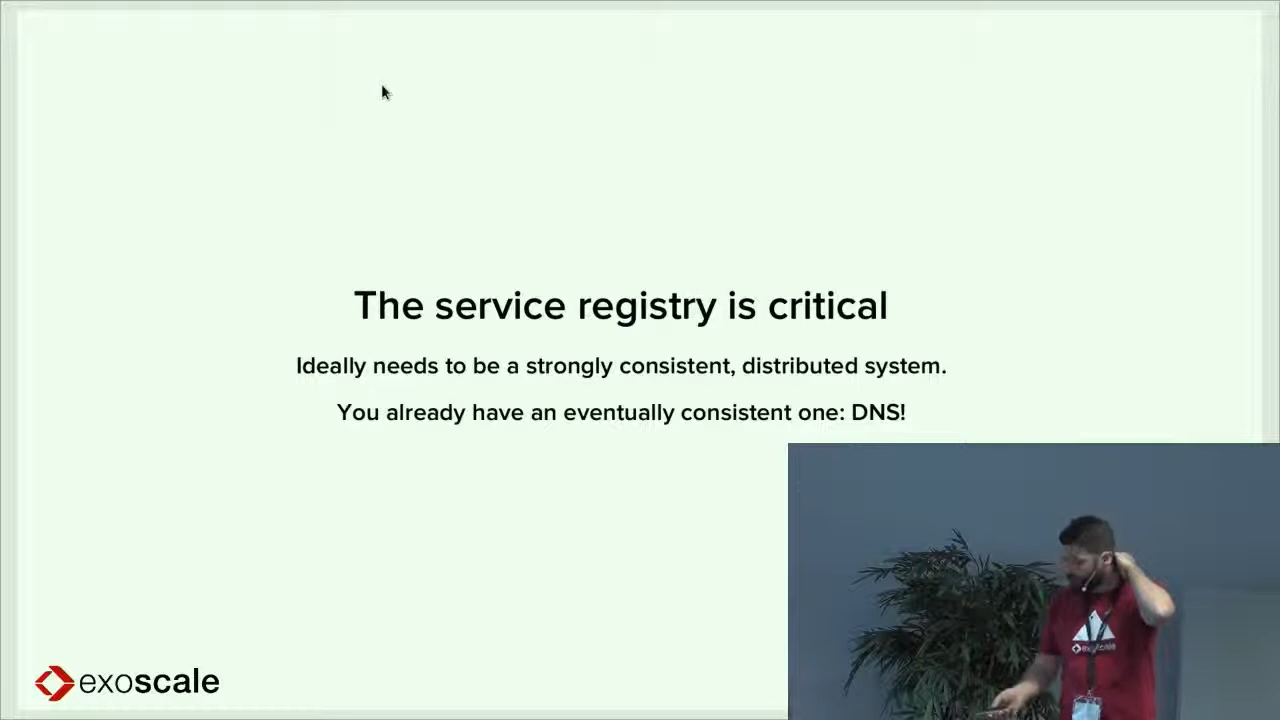 The service registry is critical
Ideally needs to be a strongly consistent, distributed system.
You already have an eventually consistent one: DNS!
exoscale
exoscale